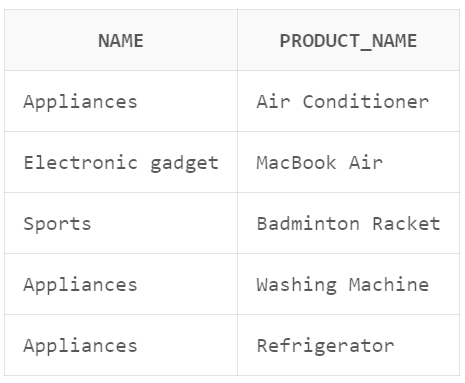 NAME PRODUCT_NAME
Appliances Air Conditioner
Electronic gadget MacBook Air
Sports Badminton Racket
Appliances Washing Machine
Appliances Refrigerator